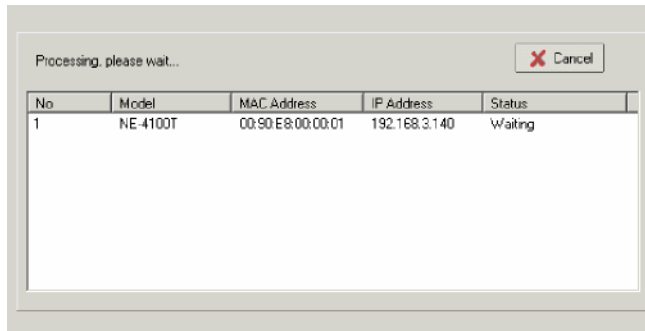 Processing, please wait...
Cancel
No Model MAC Address IP Address Status
1 NE-4100T 00:90:E8:00:00:01 192.168.3.140 Waiting